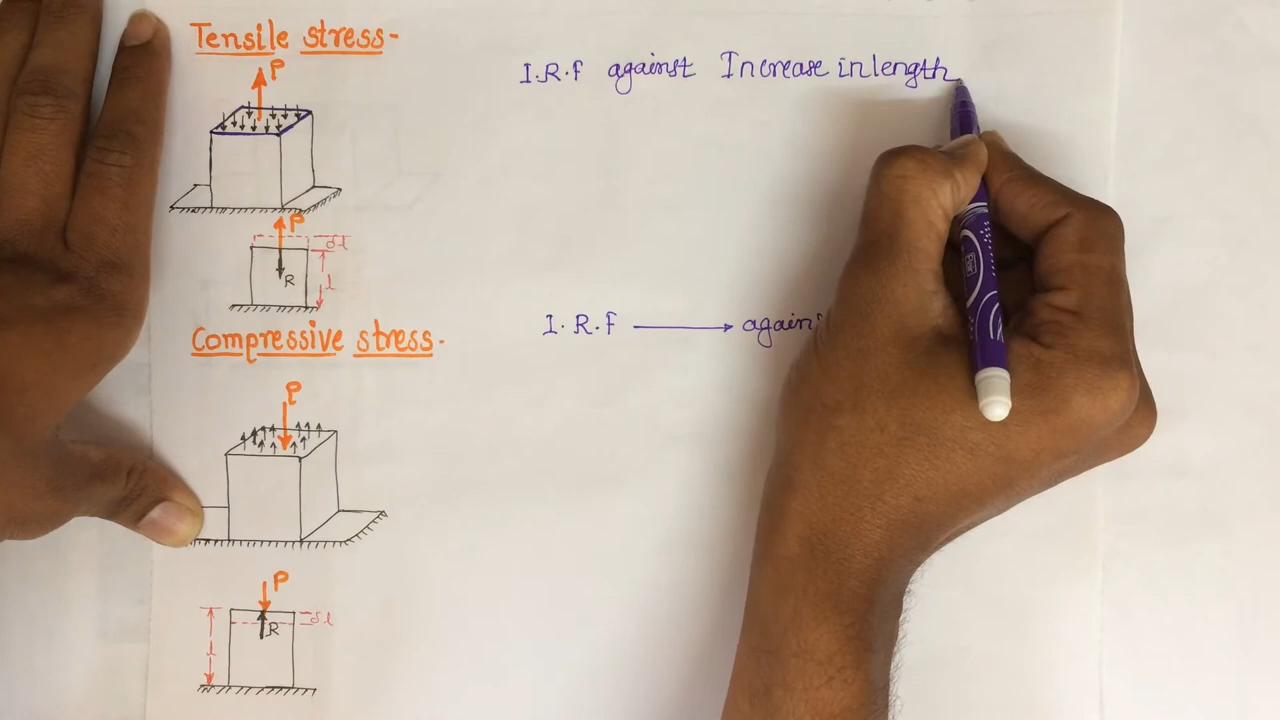 Tensile stress-
P
I.R.F against Increase in length
P
δl
R
l
Compressive stress.
I. R. F → again
P
P
δl
R
l